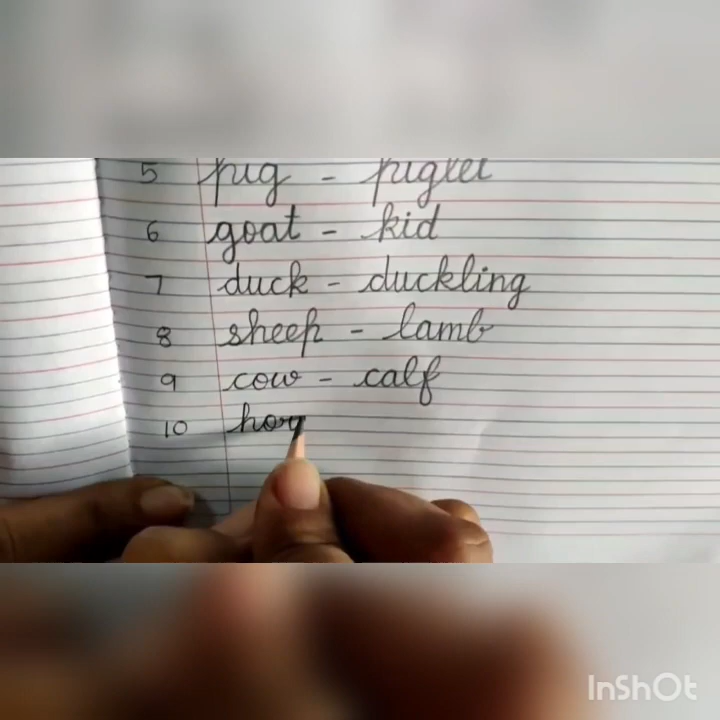 5 pig - piglet
6 goat - kid
7 duck - duckling
8 sheep - lamb
9 cow - calf
10 hor
InShOt